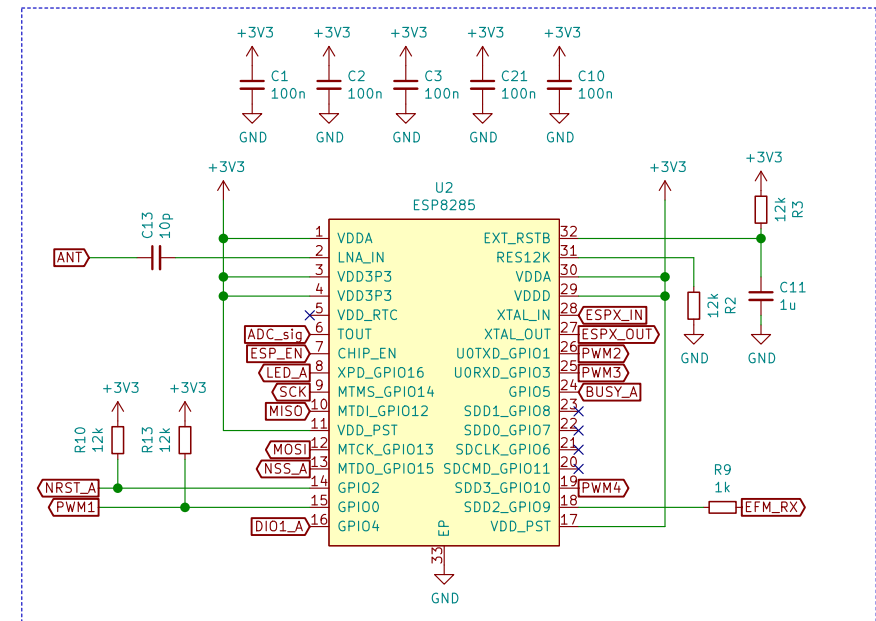 +3V3 +3V3 +3V3 +3V3 +3V3
C1 C2 C3 C21 C10
100n 100n 100n 100n 100n
GND GND GND GND GND
+3V3 +3V3 +3V3
U2
ESP8285
C13
10p
12k
R3
1 VDDA EXT_RSTB 32
ANT 2 LNA_IN RES12K 31
3 VDD3P3 VDDA 30
4 VDD3P3 VDDD 29
5 VDD_RTC XTAL_IN 28 ESPX_IN
ADC_sig 6 TOUT XTAL_OUT 27 ESPX_OUT
ESP_EN 7 CHIP_EN U0TXD_GPIO1 26 PWM2
LED_A 8 XPD_GPIO16 U0RXD_GPIO3 25 PWM3
SCK 9 MTMS_GPIO14 GPIO5 24 BUSY_A
MISO 10 MTDI_GPIO12 SDD1_GPIO8 23
11 VDD_PST SDD0_GPIO7 22
MOSI 12 MTCK_GPIO13 SDCLK_GPIO6 21
NSS_A 13 MTDO_GPIO15 SDCMD_GPIO11 20
NRST_A 14 GPIO2 SDD3_GPIO10 19 PWM4
PWM1 15 GPIO0 SDD2_GPIO9 18 EFM_RX
DIO1_A 16 GPIO4 VDD_PST 17
EP
33
GND
C11
1u
12k
R2
GND GND
+3V3 +3V3
R10
12k
R13
12k
R9
1k